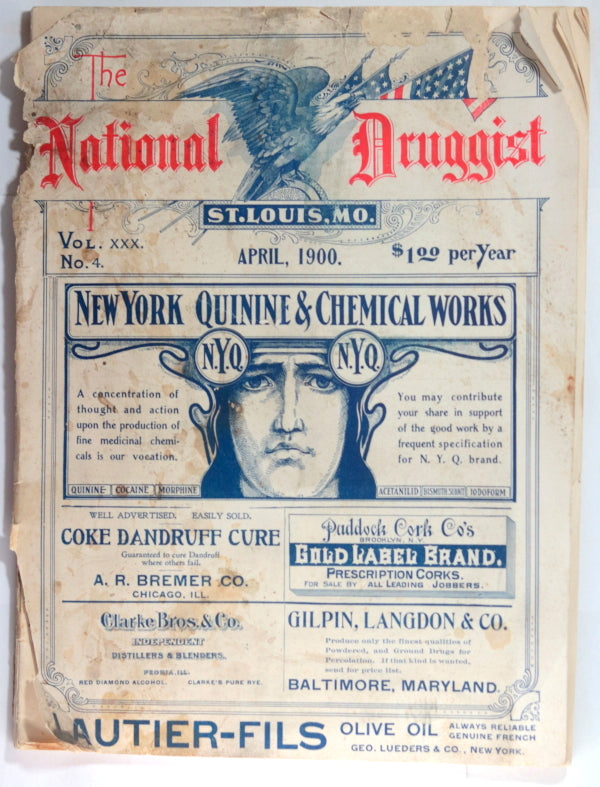 The
National Druggist
ST. LOUIS, MO.
VOL. XXX.
No. 4.
APRIL, 1900.
$1.00 per Year
NEW YORK QUININE & CHEMICAL WORKS
N.Y.Q. N.Y.Q.
A concentration of
thought and action
upon the production of
fine medicinal chemi-
cals is our vocation.
You may contribute
your share in support
of the good work by a
frequent specification
for N. Y. Q. brand.
QUININE COCAINE MORPHINE
ACETANILID BISMUTH SUBNIT. IODOFORM
WELL ADVERTISED. EASILY SOLD.
COKE DANDRUFF CURE
Guaranteed to cure Dandruff
where others fail.
A. R. BREMER CO.
CHICAGO, ILL.
Paddock Cork Co's
BROOKLYN, N.Y.
GOLD LABEL BRAND.
PRESCRIPTION CORKS.
FOR SALE BY ALL LEADING JOBBERS.
Clarke Bros. & Co.
INDEPENDENT
DISTILLERS & BLENDERS.
PEORIA, ILL.
RED DIAMOND ALCOHOL. CLARKE'S PURE RYE.
GILPIN, LANGDON & CO.
Produce only the finest qualities of
Powdered, and Ground Drugs for
Percolation. If that kind is wanted,
send for price list.
BALTIMORE, MARYLAND.
LAUTIER-FILS OLIVE OIL ALWAYS RELIABLE
GENUINE FRENCH
GEO. LUEDERS & CO., NEW YORK.